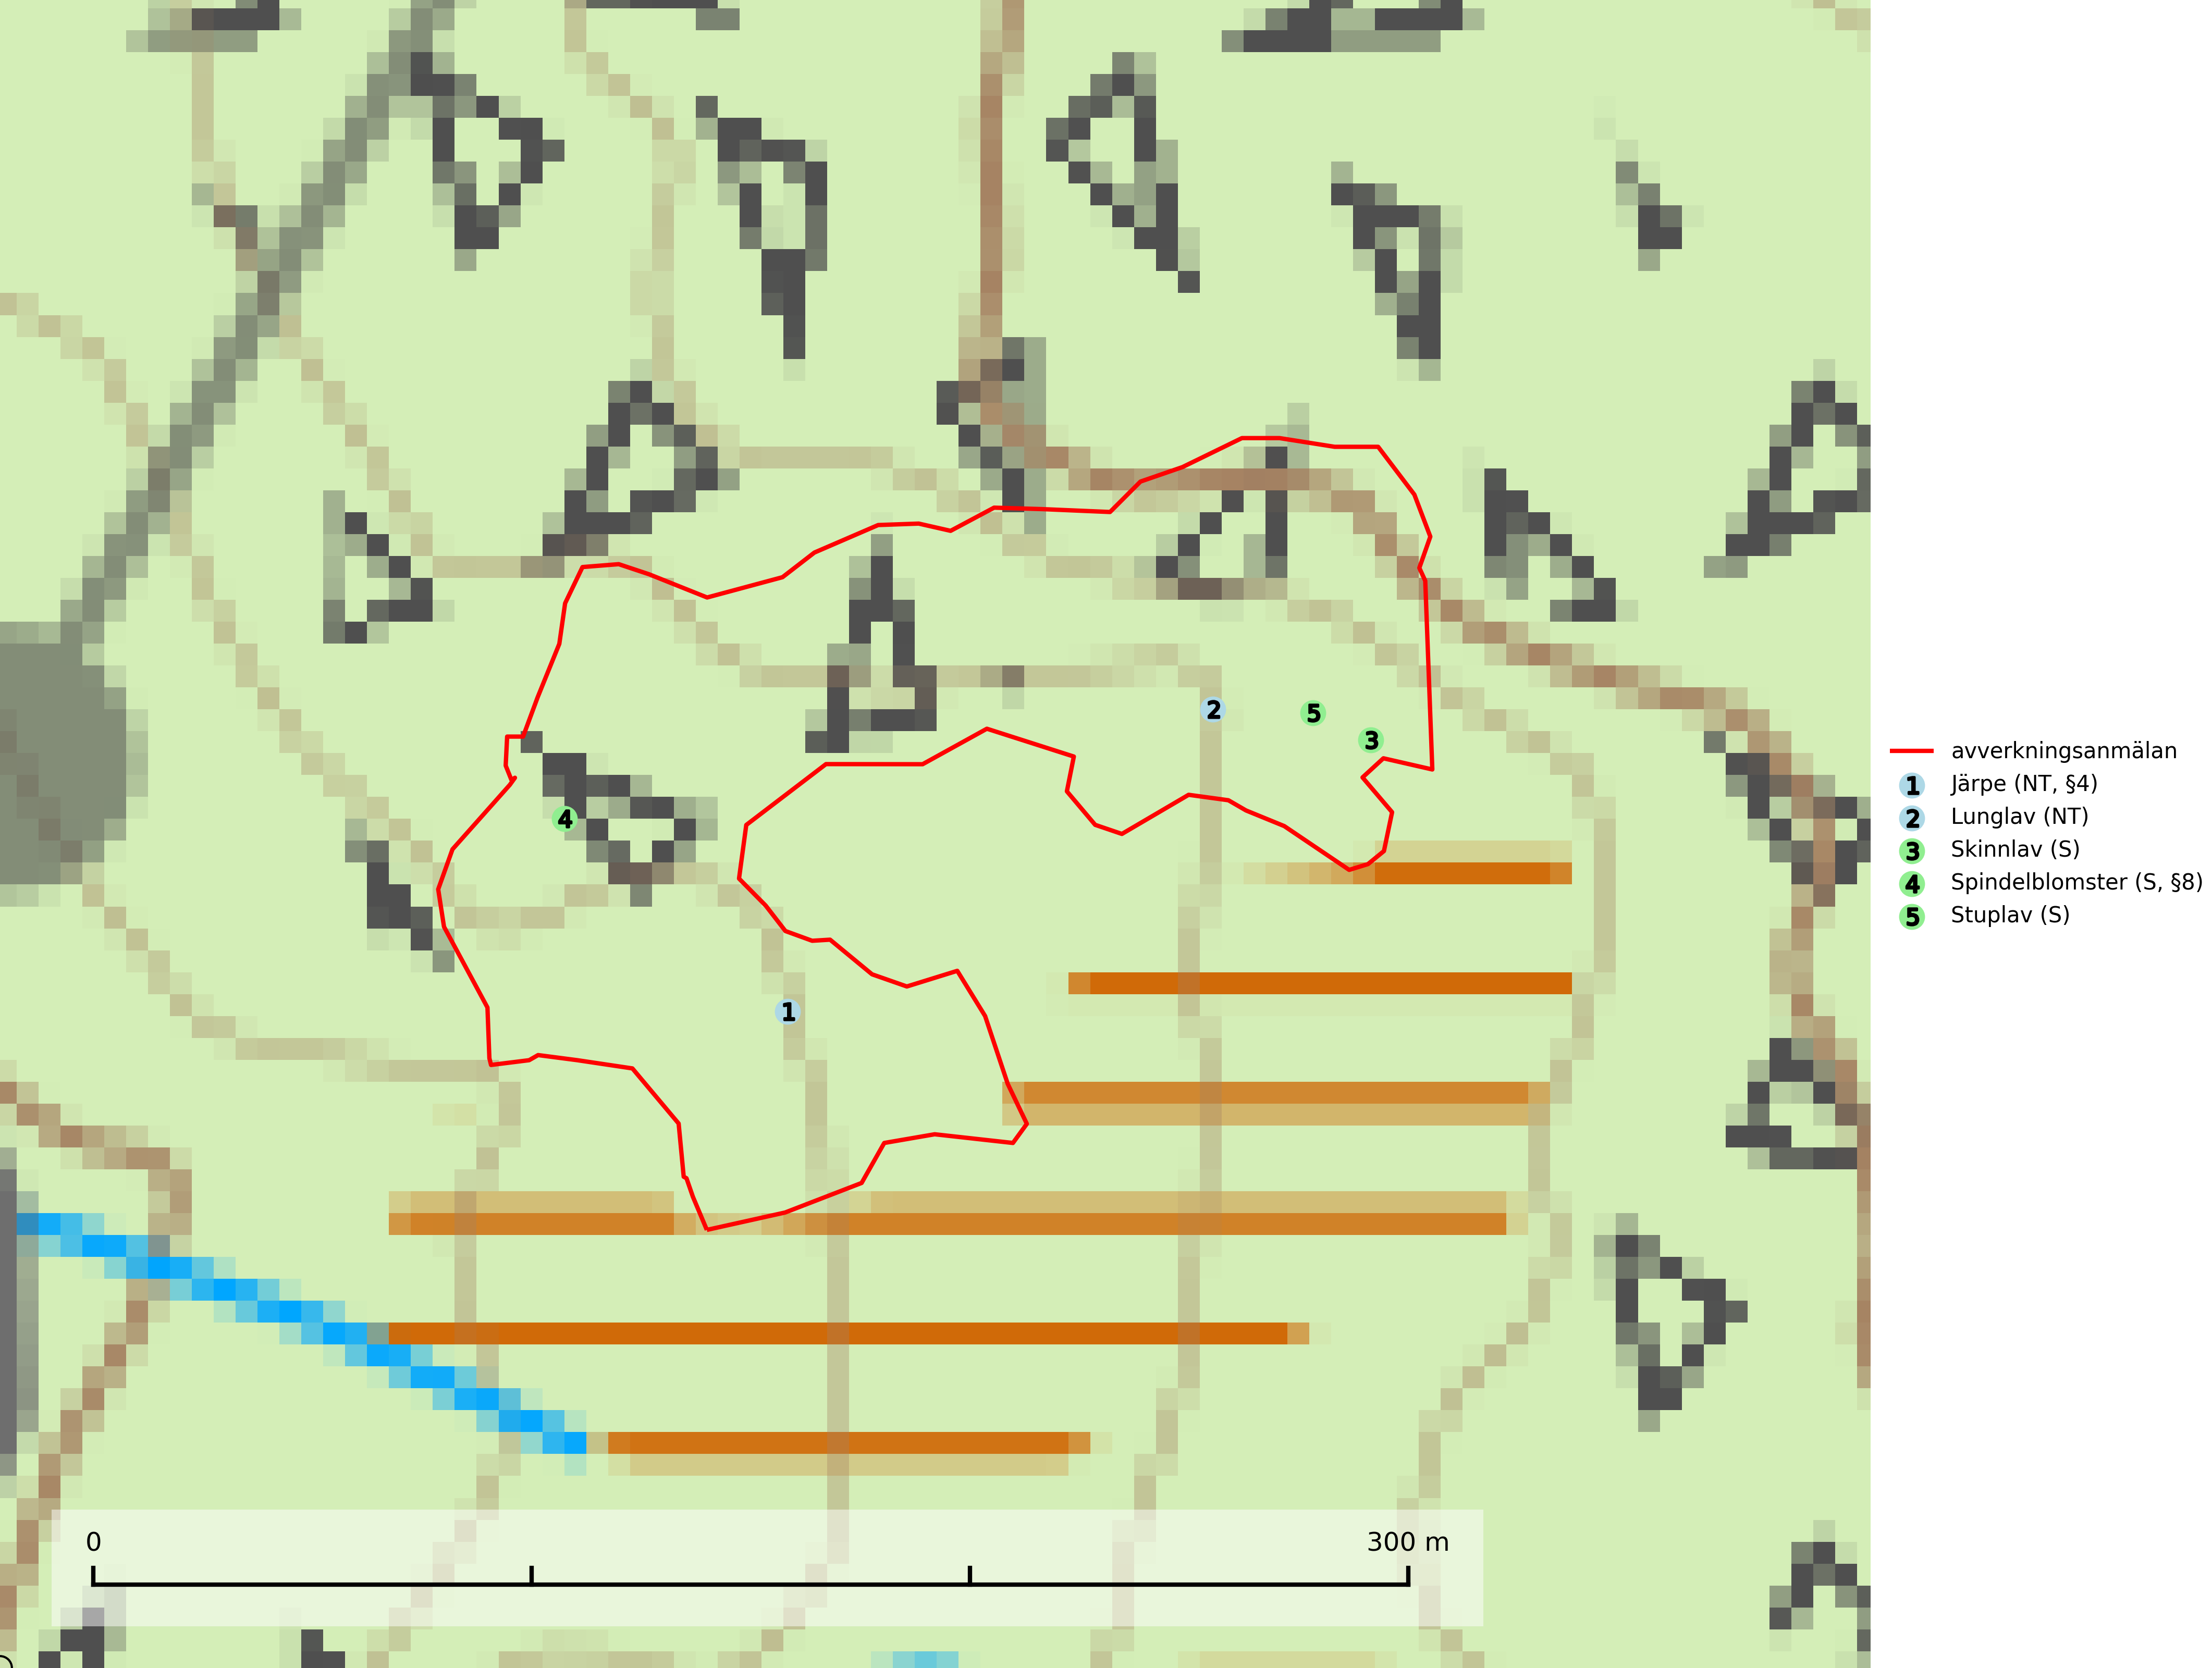 2
5
3
4
1
avverkningsanmälan
1 Järpe (NT, §4)
2 Lunglav (NT)
3 Skinnlav (S)
4 Spindelblomster (S, §8)
5 Stuplav (S)
0 300 m